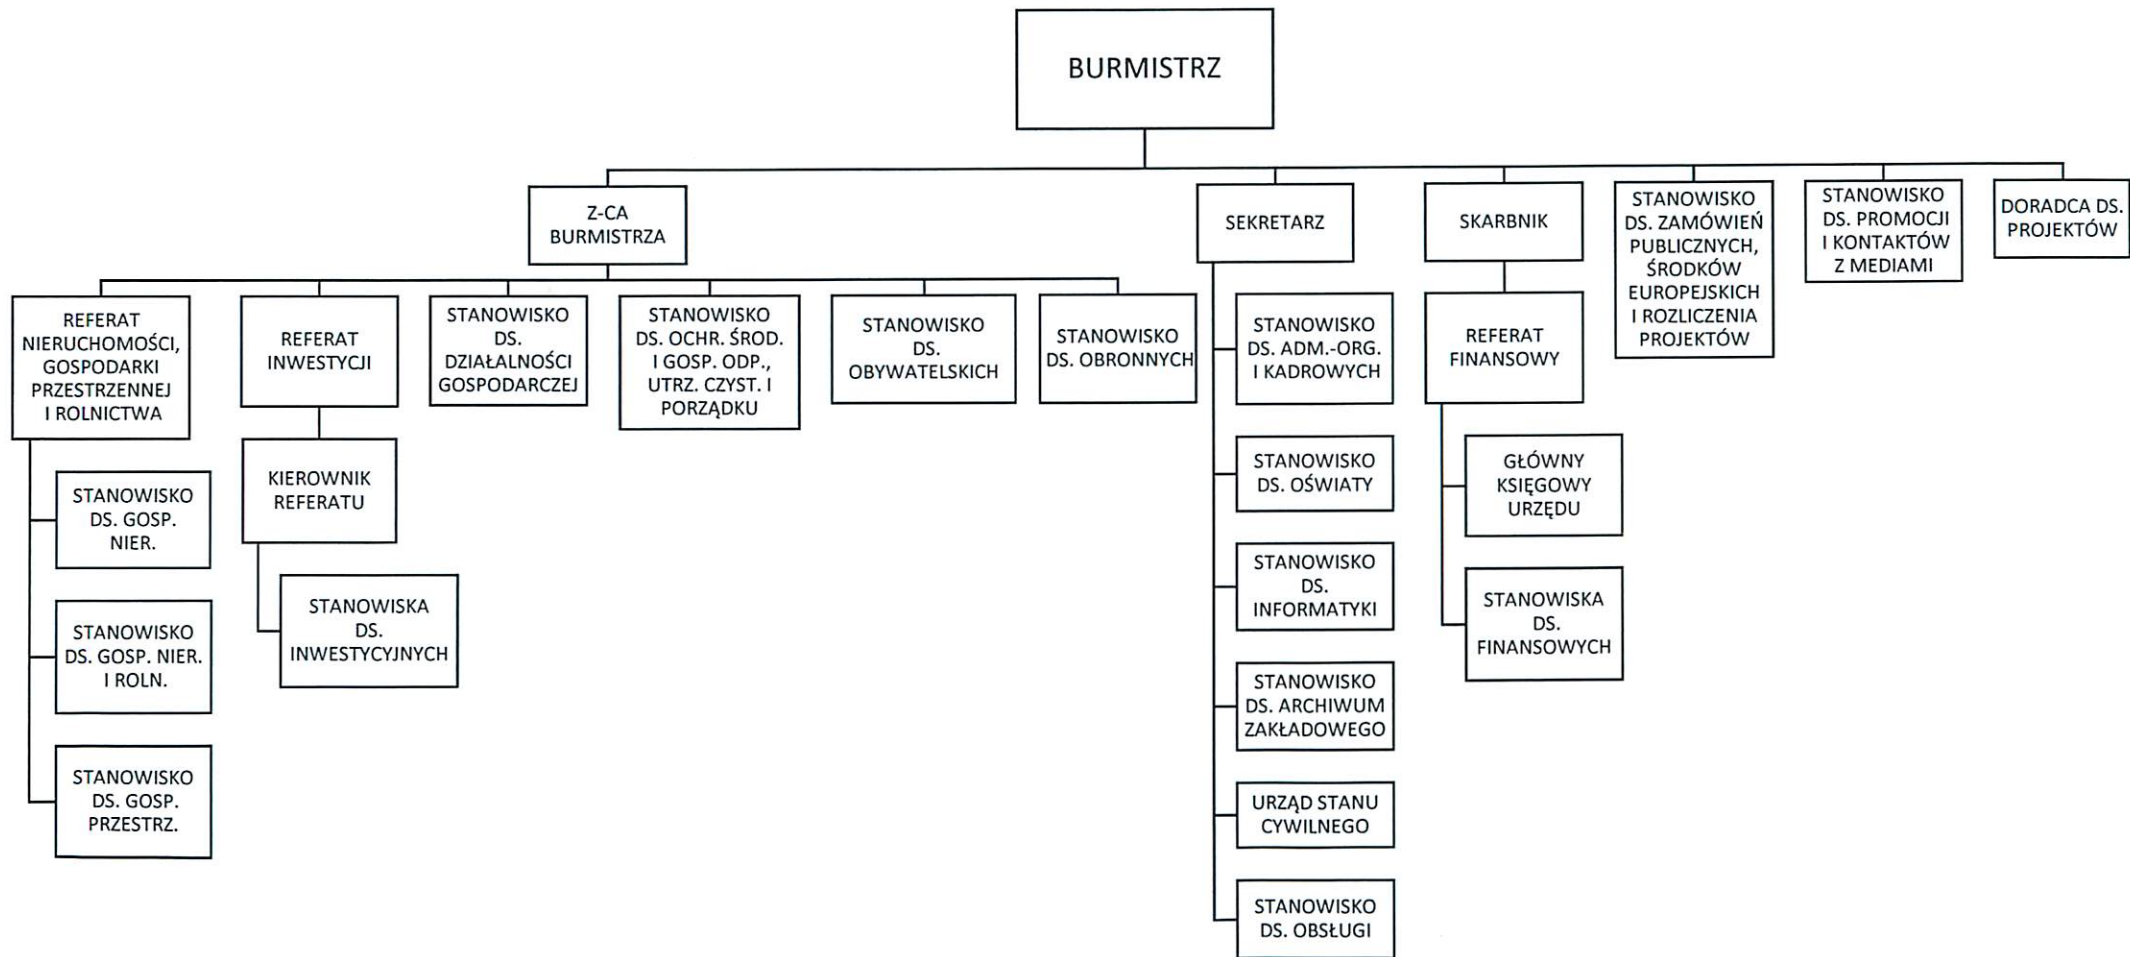 BURMISTRZ
Z-CA
BURMISTRZA
SEKRETARZ
SKARBNIK
STANOWISKO
DS. ZAMÓWIEŃ
PUBLICZNYCH,
ŚRODKÓW
EUROPEJSKICH
I ROZLICZENIA
PROJEKTÓW
STANOWISKO
DS. PROMOCJI
I KONTAKTÓW
Z MEDIAMI
DORADCA DS.
PROJEKTÓW
REFERAT
NIERUCHOMOŚCI,
GOSPODARKI
PRZESTRZENNEJ
I ROLNICTWA
REFERAT
INWESTYCJI
STANOWISKO
DS.
DZIAŁALNOŚCI
GOSPODARCZEJ
STANOWISKO
DS. OCHR. ŚROD.
I GOSP. ODP.,
UTRZ. CZYST. I
PORZĄDKU
STANOWISKO
DS.
OBYWATELSKICH
STANOWISKO
DS. OBRONNYCH
STANOWISKO
DS. ADM.-ORG.
I KADROWYCH
REFERAT
FINANSOWY
STANOWISKO
DS. GOSP.
NIER.
KIEROWNIK
REFERATU
STANOWISKO
DS. OŚWIATY
GŁÓWNY
KSIĘGOWY
URZĘDU
STANOWISKO
DS. GOSP. NIER.
I ROLN.
STANOWISKA
DS.
INWESTYCYJNYCH
STANOWISKO
DS.
INFORMATYKI
STANOWISKA
DS.
FINANSOWYCH
STANOWISKO
DS. GOSP.
PRZESTRZ.
STANOWISKO
DS. ARCHIWUM
ZAKŁADOWEGO
URZĄD STANU
CYWILNEGO
STANOWISKO
DS. OBSŁUGI